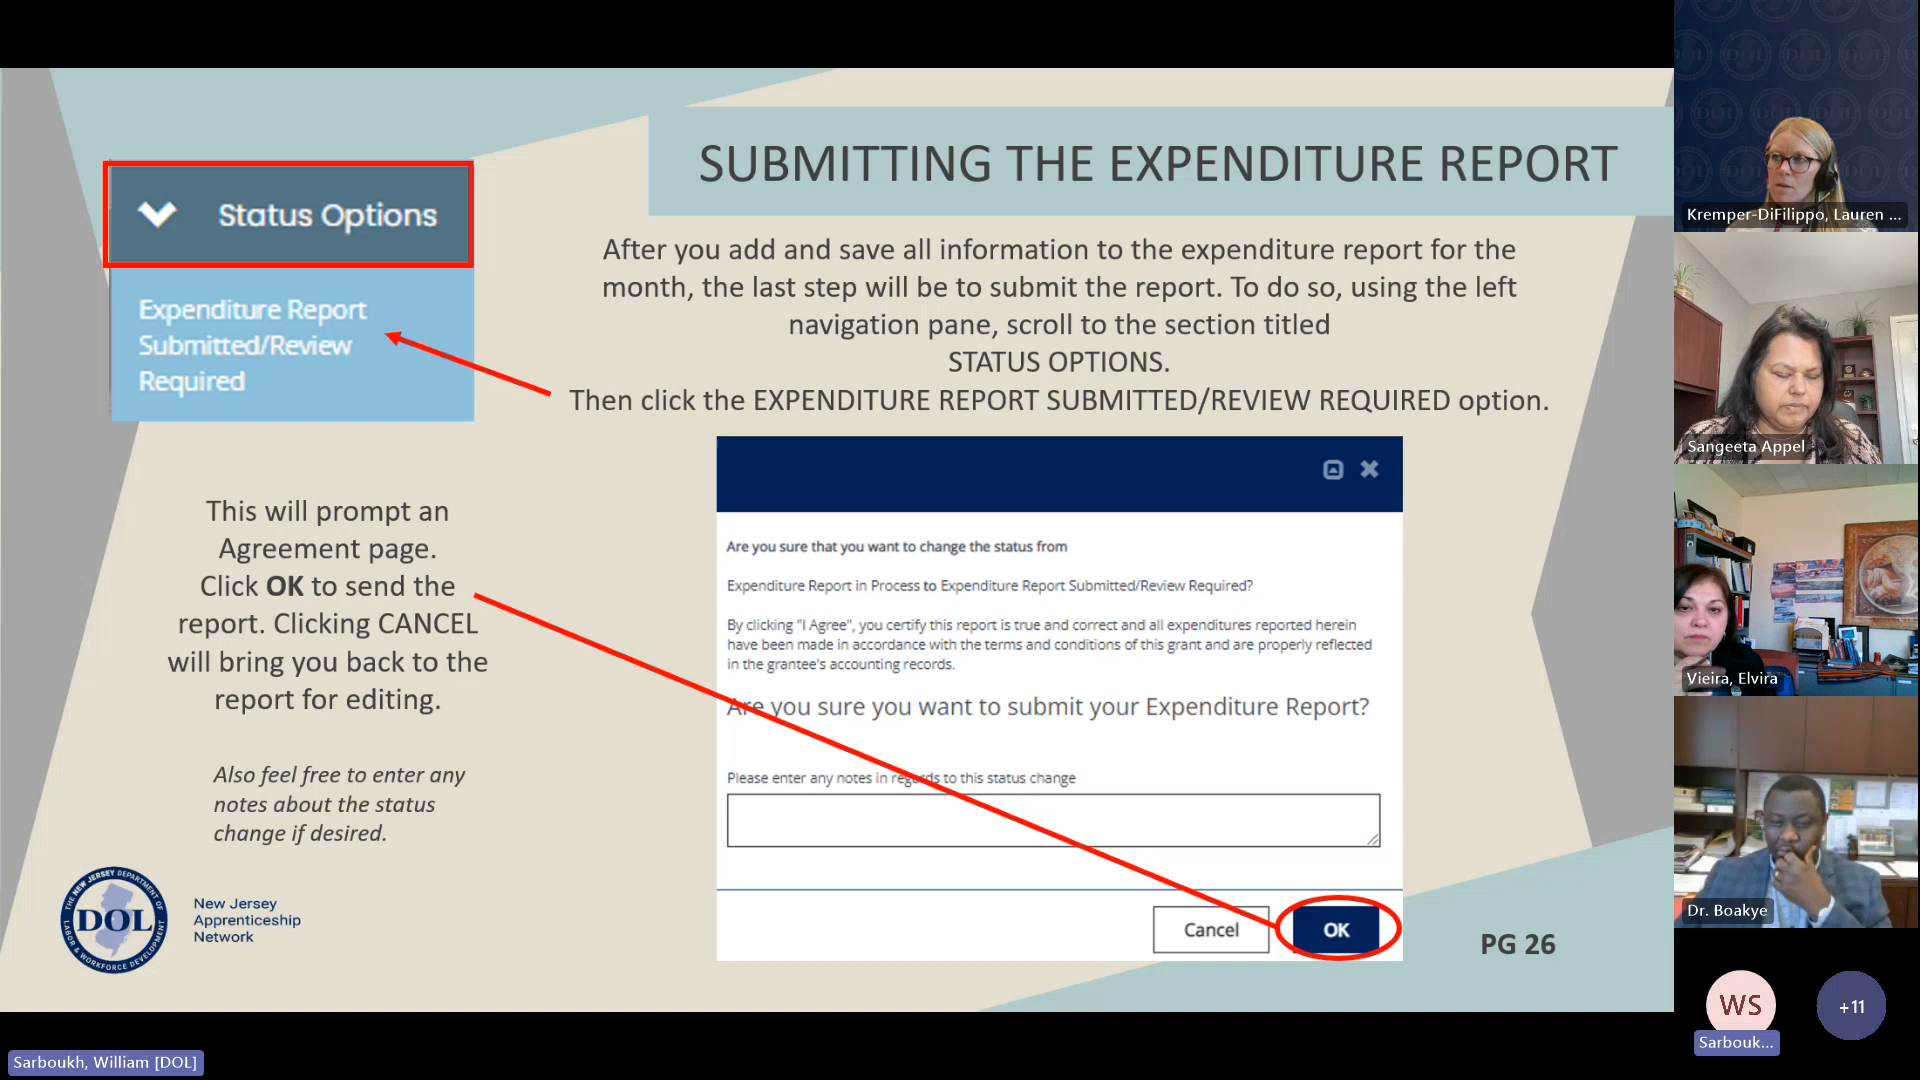 SUBMITTING THE EXPENDITURE REPORT
Status Options
Expenditure Report
Submitted/Review
Required
After you add and save all information to the expenditure report for the
month, the last step will be to submit the report. To do so, using the left
navigation pane, scroll to the section titled
STATUS OPTIONS.
Then click the EXPENDITURE REPORT SUBMITTED/REVIEW REQUIRED option.
This will prompt an
Agreement page.
Click OK to send the
report. Clicking CANCEL
will bring you back to the
report for editing.
Also feel free to enter any
notes about the status
change if desired.
Are you sure that you want to change the status from
Expenditure Report in Process to Expenditure Report Submitted/Review Required?
By clicking "I Agree", you certify this report is true and correct and all expenditures reported herein
have been made in accordance with the terms and conditions of this grant and are properly reflected
in the grantee's accounting records.
Are you sure you want to submit your Expenditure Report?
Please enter any notes in regards to this status change
Cancel
OK
PG 26
THE NEW JERSEY DEPARTMENT OF
DOL
LABOR & WORKFORCE DEVELOPMENT
New Jersey
Apprenticeship
Network
Sarboukh, William [DOL]
Kremper-DiFilippo, Lauren ...
Sangeeta Appel
Vieira, Elvira
Dr. Boakye
WS
Sarbouk...
+11